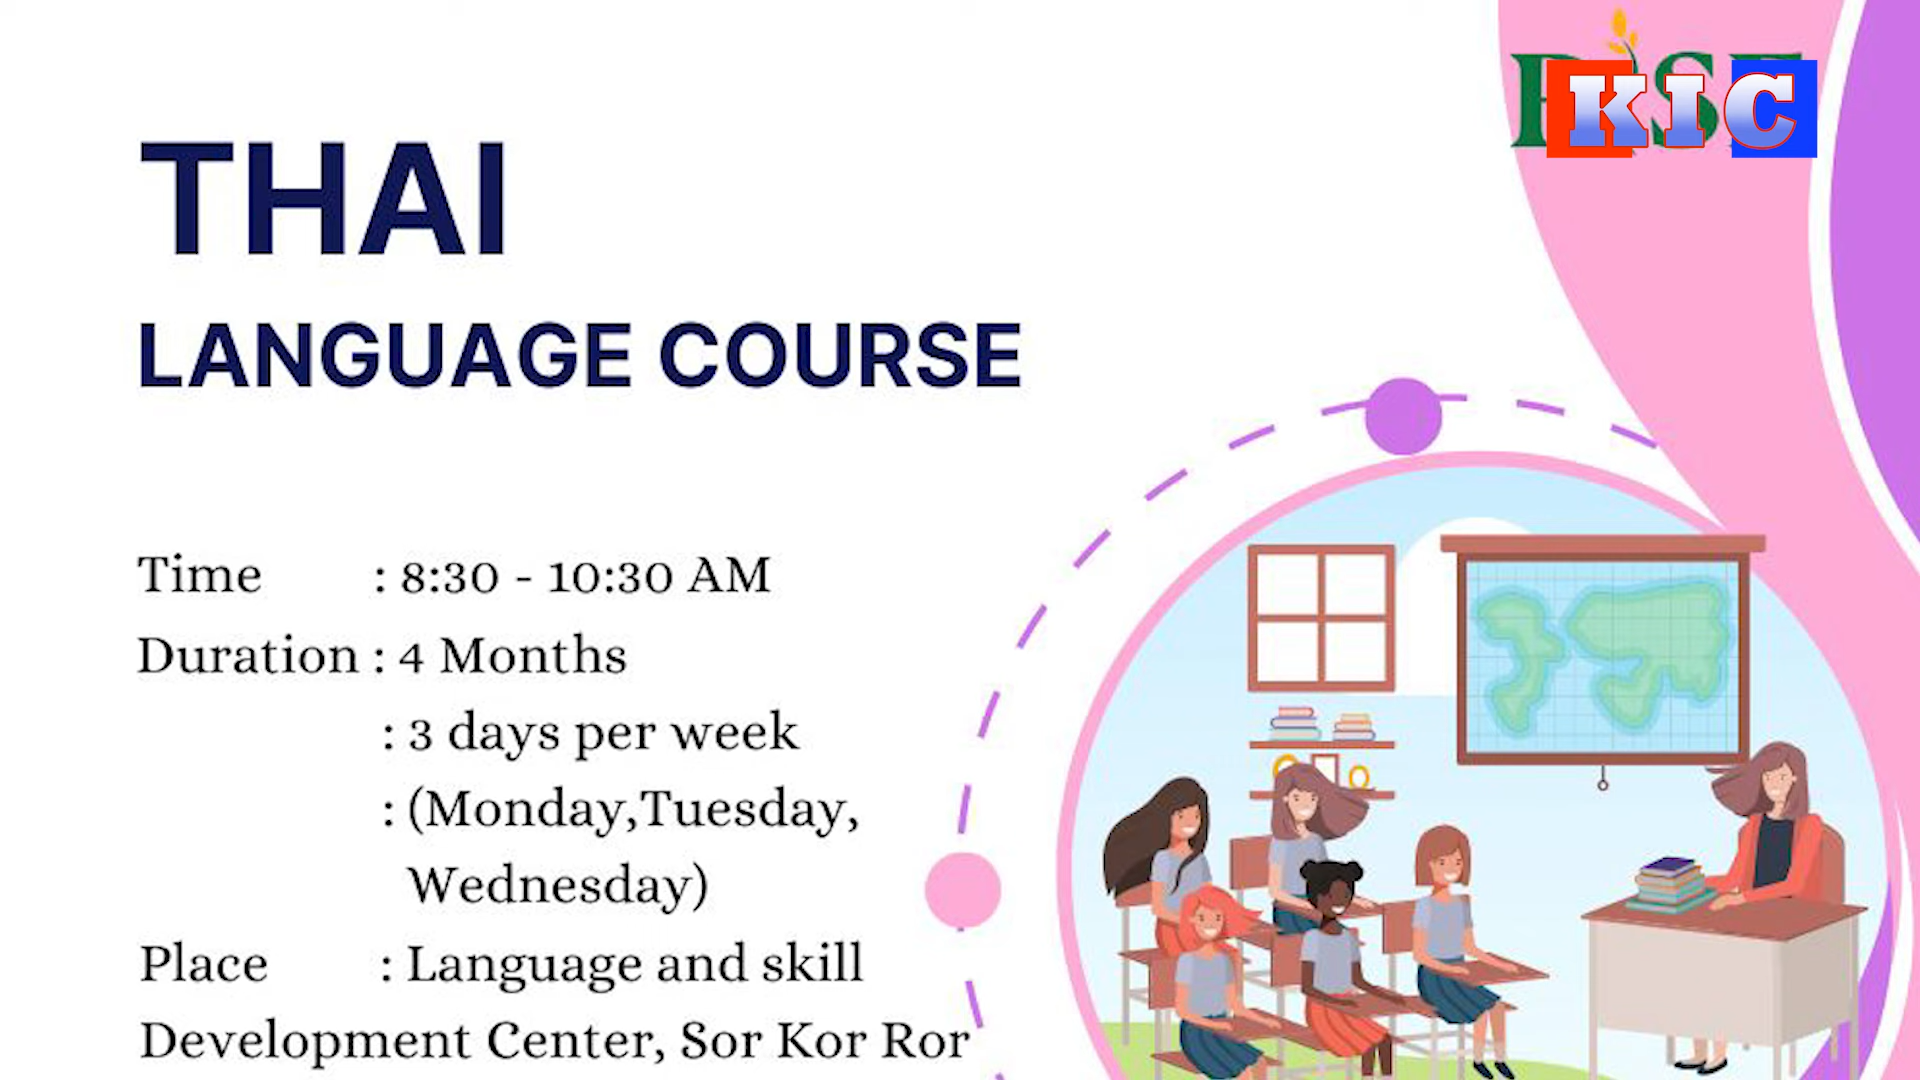 KIC
THAI
LANGUAGE COURSE
Time : 8:30 - 10:30 AM
Duration : 4 Months
: 3 days per week
: (Monday,Tuesday,
Wednesday)
Place : Language and skill
Development Center, Sor Kor Ror